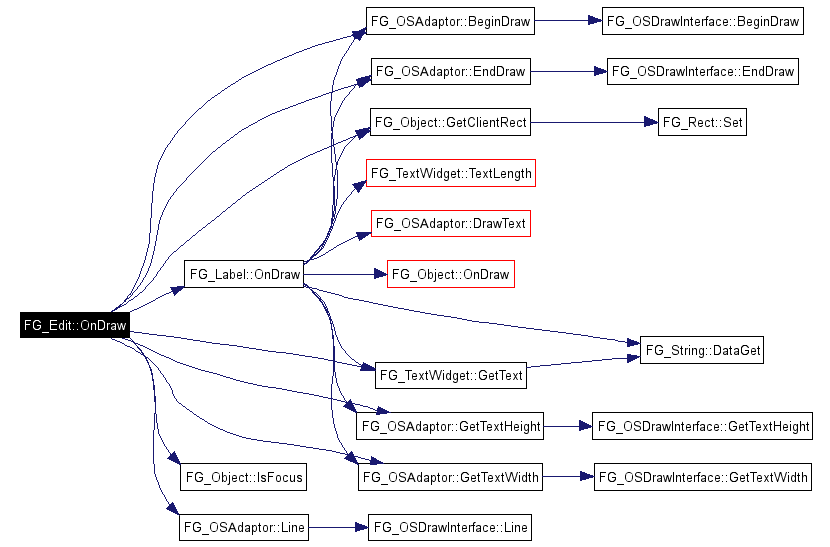 FG_OSAdaptor::BeginDraw
FG_OSDrawInterface::BeginDraw
FG_OSAdaptor::EndDraw
FG_OSDrawInterface::EndDraw
FG_Object::GetClientRect
FG_Rect::Set
FG_TextWidget::TextLength
FG_OSAdaptor::DrawText
FG_Label::OnDraw
FG_Object::OnDraw
FG_Edit::OnDraw
FG_String::DataGet
FG_TextWidget::GetText
FG_OSAdaptor::GetTextHeight
FG_OSDrawInterface::GetTextHeight
FG_Object::IsFocus
FG_OSAdaptor::GetTextWidth
FG_OSDrawInterface::GetTextWidth
FG_OSAdaptor::Line
FG_OSDrawInterface::Line